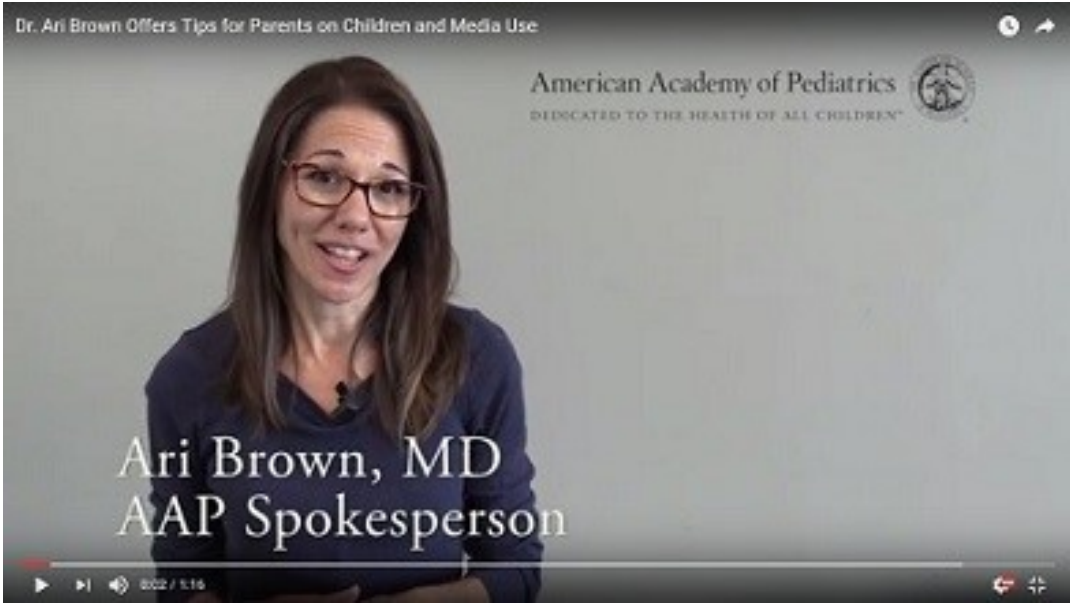 Dr. Ari Brown Offers Tips for Parents on Children and Media Use
American Academy of Pediatrics
DEDICATED TO THE HEALTH OF ALL CHILDREN™
Ari Brown, MD
AAP Spokesperson
0:02 / 1:16